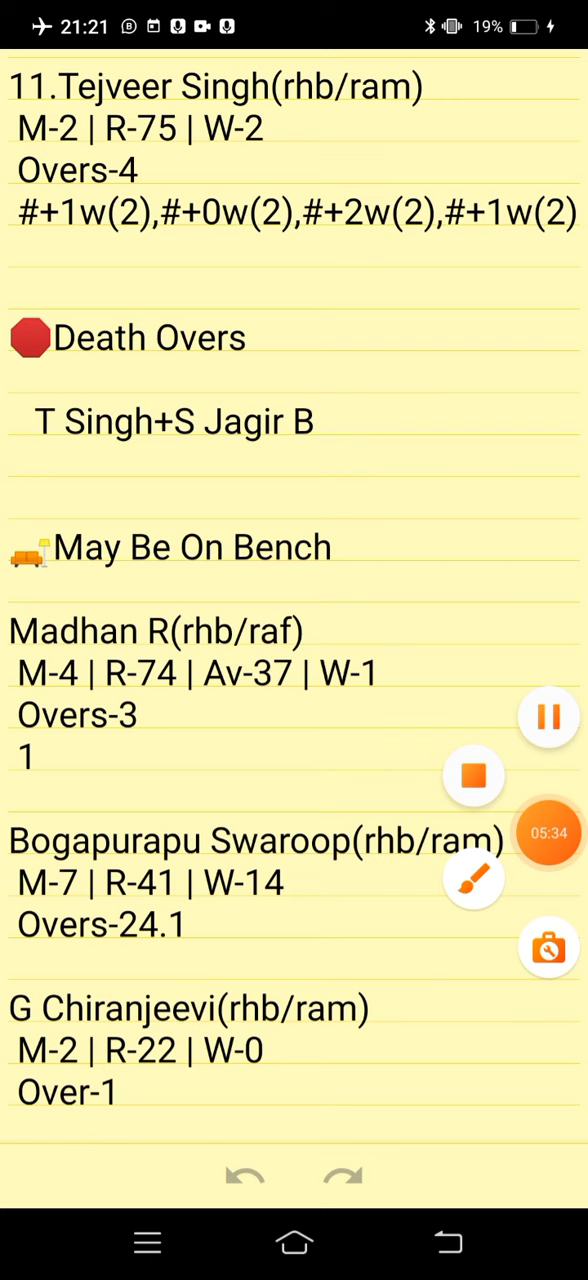 21:21
19%
11.Tejveer Singh(rhb/ram)
M-2 | R-75 | W-2
Overs-4
#+1w(2),#+0w(2),#+2w(2),#+1w(2)
🛑Death Overs
T Singh+S Jagir B
🛋️May Be On Bench
Madhan R(rhb/raf)
M-4 | R-74 | Av-37 | W-1
Overs-3
1
05:34
Bogapurapu Swaroop(rhb/ram)
M-7 | R-41 | W-14
Overs-24.1
G Chiranjeevi(rhb/ram)
M-2 | R-22 | W-0
Over-1